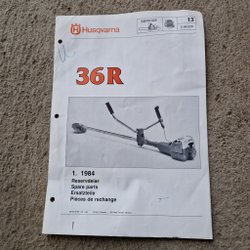 Husqvarna
13
36R
1. 1984
Reservdelar
Spare parts
Ersatzteile
Pièces de rechange